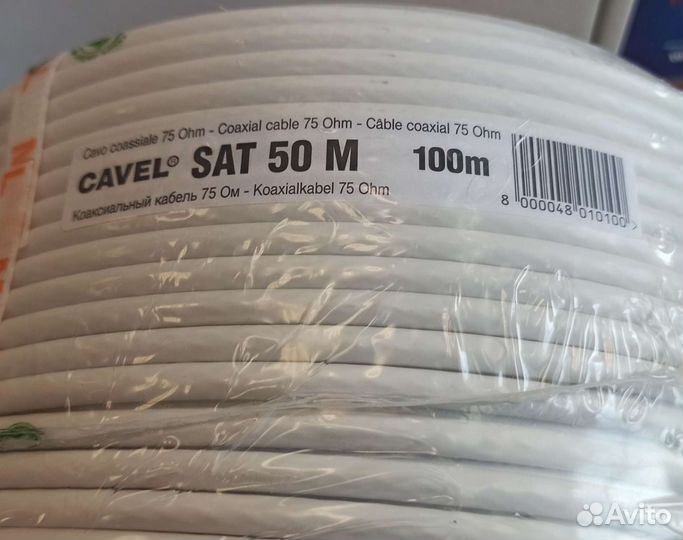 Cavo coassiale 75 Ohm - Coaxial cable 75 Ohm - Câble coaxial 75 Ohm
CAVEL® SAT 50 M 100m
Коаксиальный кабель 75 Ом - Koaxialkabel 75 Ohm
8 000048 010100 >
Avito